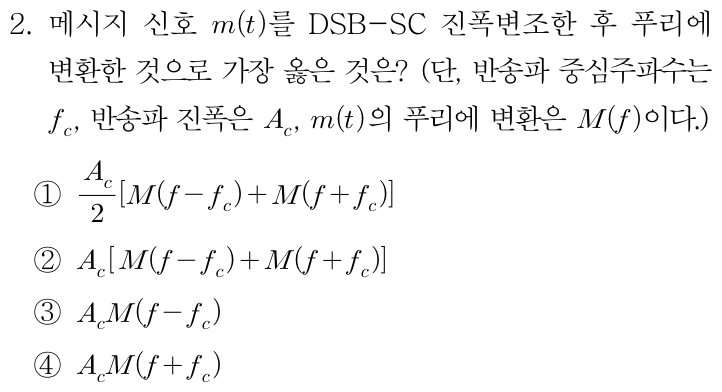 2. 메시지 신호 m(t)를 DSB-SC 진폭변조한 후 푸리에
변환한 것으로 가장 옳은 것은? (단, 반송파 중심주파수는
f_c, 반송파 진폭은 A_c, m(t)의 푸리에 변환은 M(f)이다.)
① A_c/2[M(f-f_c)+M(f+f_c)]
② A_c[M(f-f_c)+M(f+f_c)]
③ A_cM(f-f_c)
④ A_cM(f+f_c)